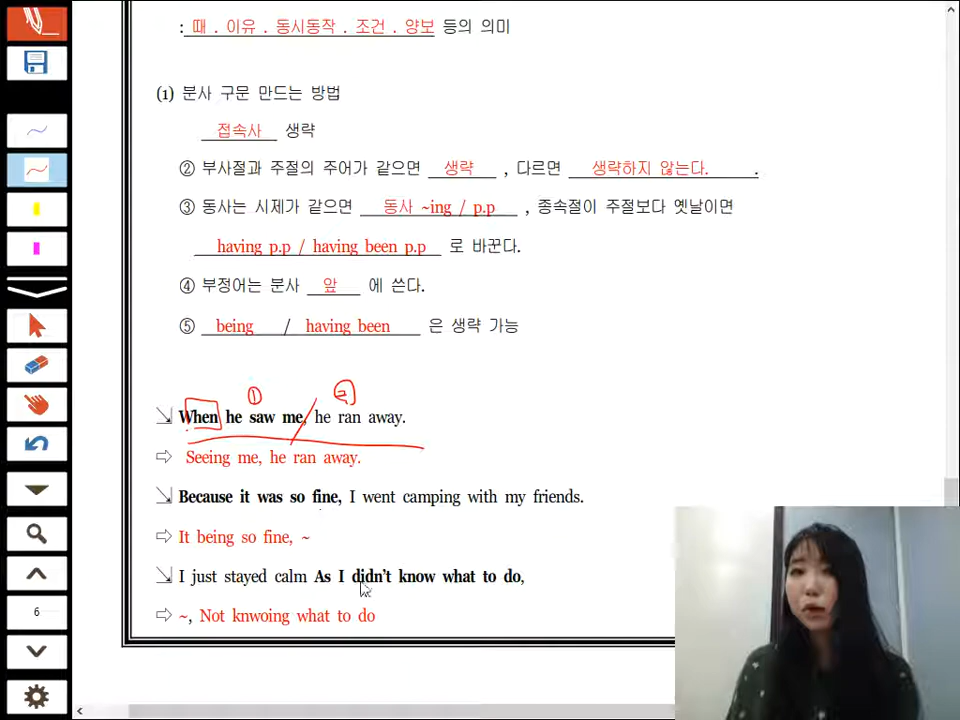 : 때 . 이유 . 동시동작 . 조건 . 양보 등의 의미
(1) 분사 구문 만드는 방법
접속사 생략
② 부사절과 주절의 주어가 같으면 생략 , 다르면 생략하지 않는다. .
③ 동사는 시제가 같으면 동사 ~ing / p.p , 종속절이 주절보다 옛날이면
having p.p / having been p.p 로 바꾼다.
④ 부정어는 분사 앞 에 쓴다.
⑤ being / having been 은 생략 가능
① ②
↘ When he saw me, he ran away.
⇨ Seeing me, he ran away.
↘ Because it was so fine, I went camping with my friends.
⇨ It being so fine, ~
↘ I just stayed calm As I didn't know what to do,
⇨ ~, Not knwoing what to do
6